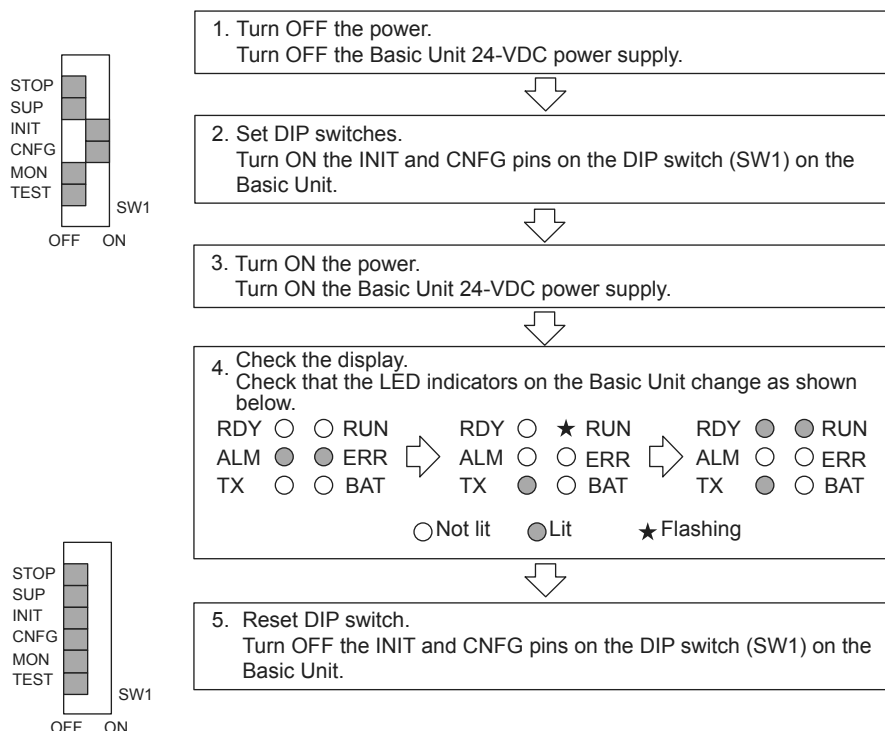 1. Turn OFF the power.
Turn OFF the Basic Unit 24-VDC power supply.
STOP
SUP
INIT
CNFG
MON
TEST
SW1
OFF ON
2. Set DIP switches.
Turn ON the INIT and CNFG pins on the DIP switch (SW1) on the
Basic Unit.
3. Turn ON the power.
Turn ON the Basic Unit 24-VDC power supply.
4. Check the display.
Check that the LED indicators on the Basic Unit change as shown
below.
RDY RUN RDY RUN RDY RUN
ALM ERR ALM ERR ALM ERR
TX BAT TX BAT TX BAT
Not lit Lit Flashing
STOP
SUP
INIT
CNFG
MON
TEST
SW1
OFF ON
5. Reset DIP switch.
Turn OFF the INIT and CNFG pins on the DIP switch (SW1) on the
Basic Unit.